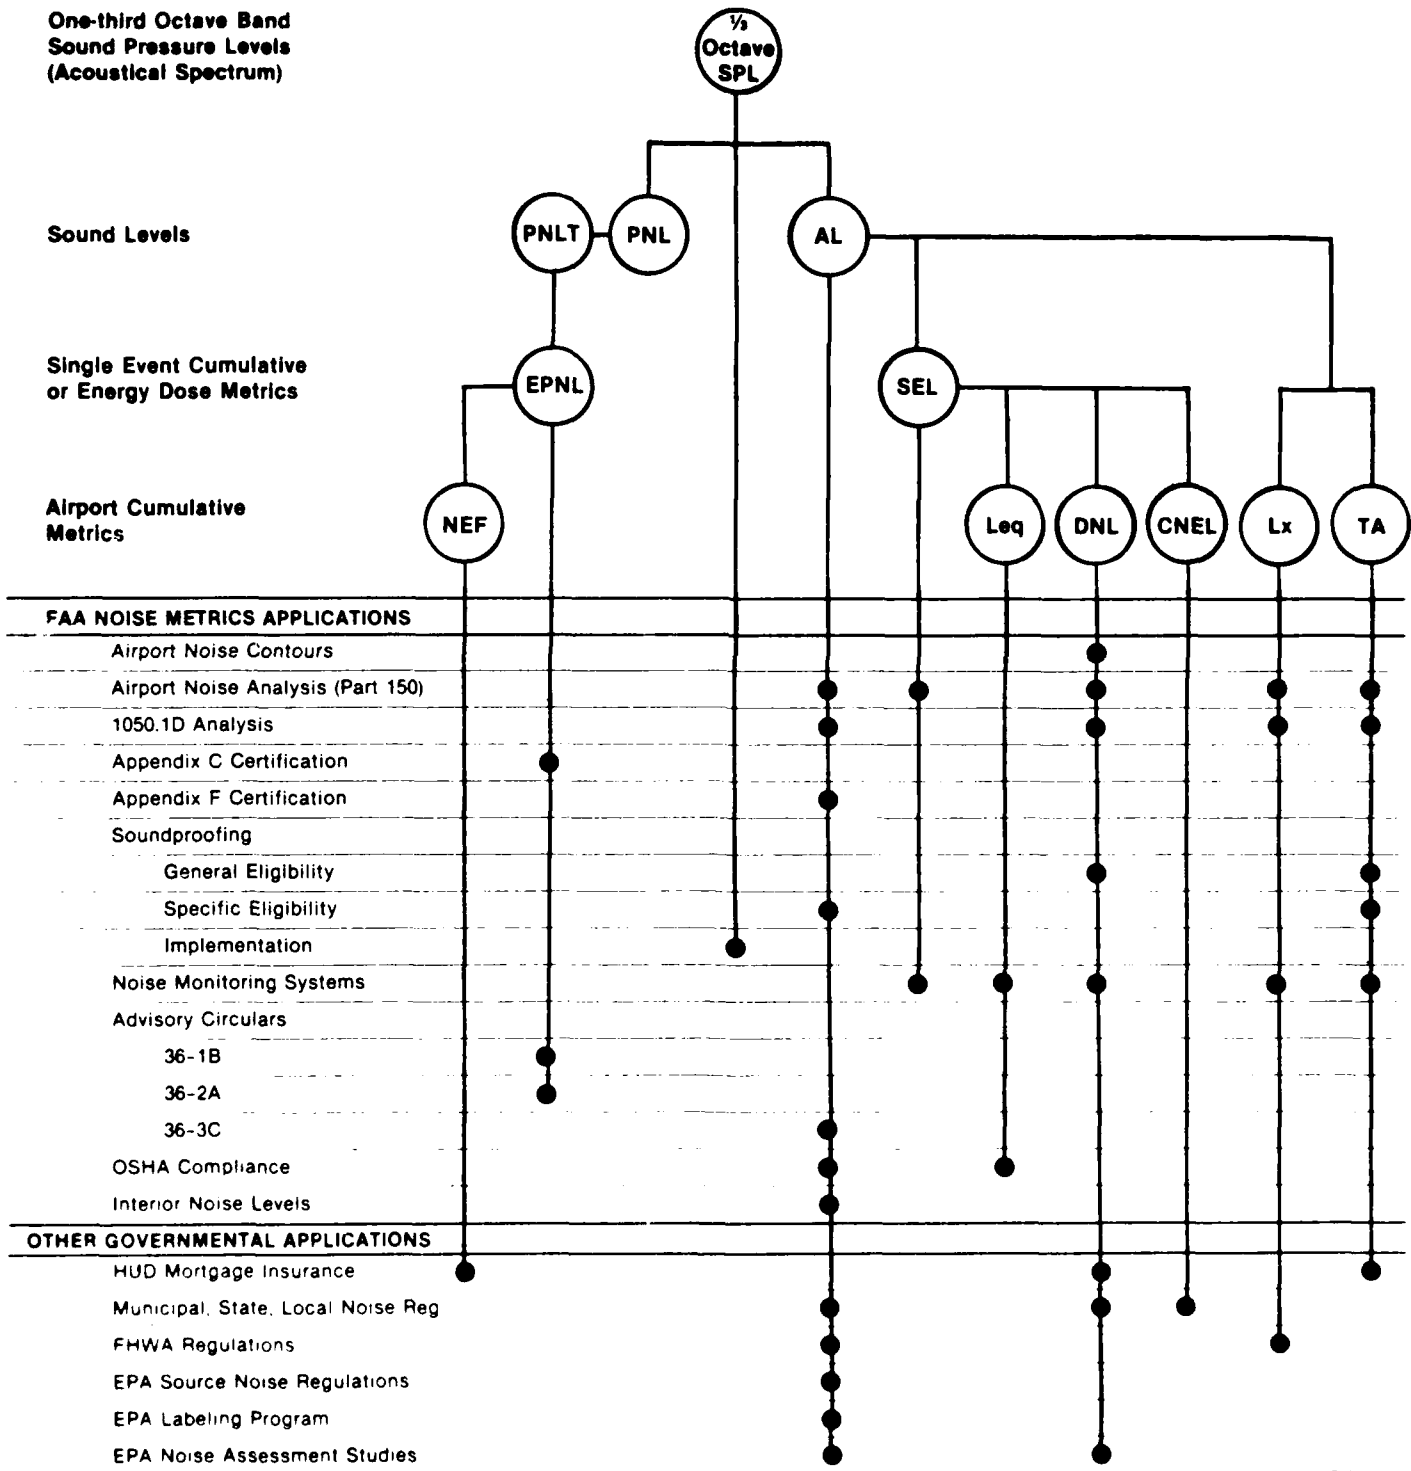 One-third Octave Band
Sound Pressure Levels
(Acoustical Spectrum)
⅓
Octave
SPL
Sound Levels
PNLT
PNL
AL
Single Event Cumulative
or Energy Dose Metrics
EPNL
SEL
Airport Cumulative
Metrics
NEF
Leq
DNL
CNEL
Lx
TA
FAA NOISE METRICS APPLICATIONS
Airport Noise Contours
Airport Noise Analysis (Part 150)
1050.1D Analysis
Appendix C Certification
Appendix F Certification
Soundproofing
General Eligibility
Specific Eligibility
Implementation
Noise Monitoring Systems
Advisory Circulars
36-1B
36-2A
36-3C
OSHA Compliance
Interior Noise Levels
OTHER GOVERNMENTAL APPLICATIONS
HUD Mortgage Insurance
Municipal, State, Local Noise Reg
FHWA Regulations
EPA Source Noise Regulations
EPA Labeling Program
EPA Noise Assessment Studies